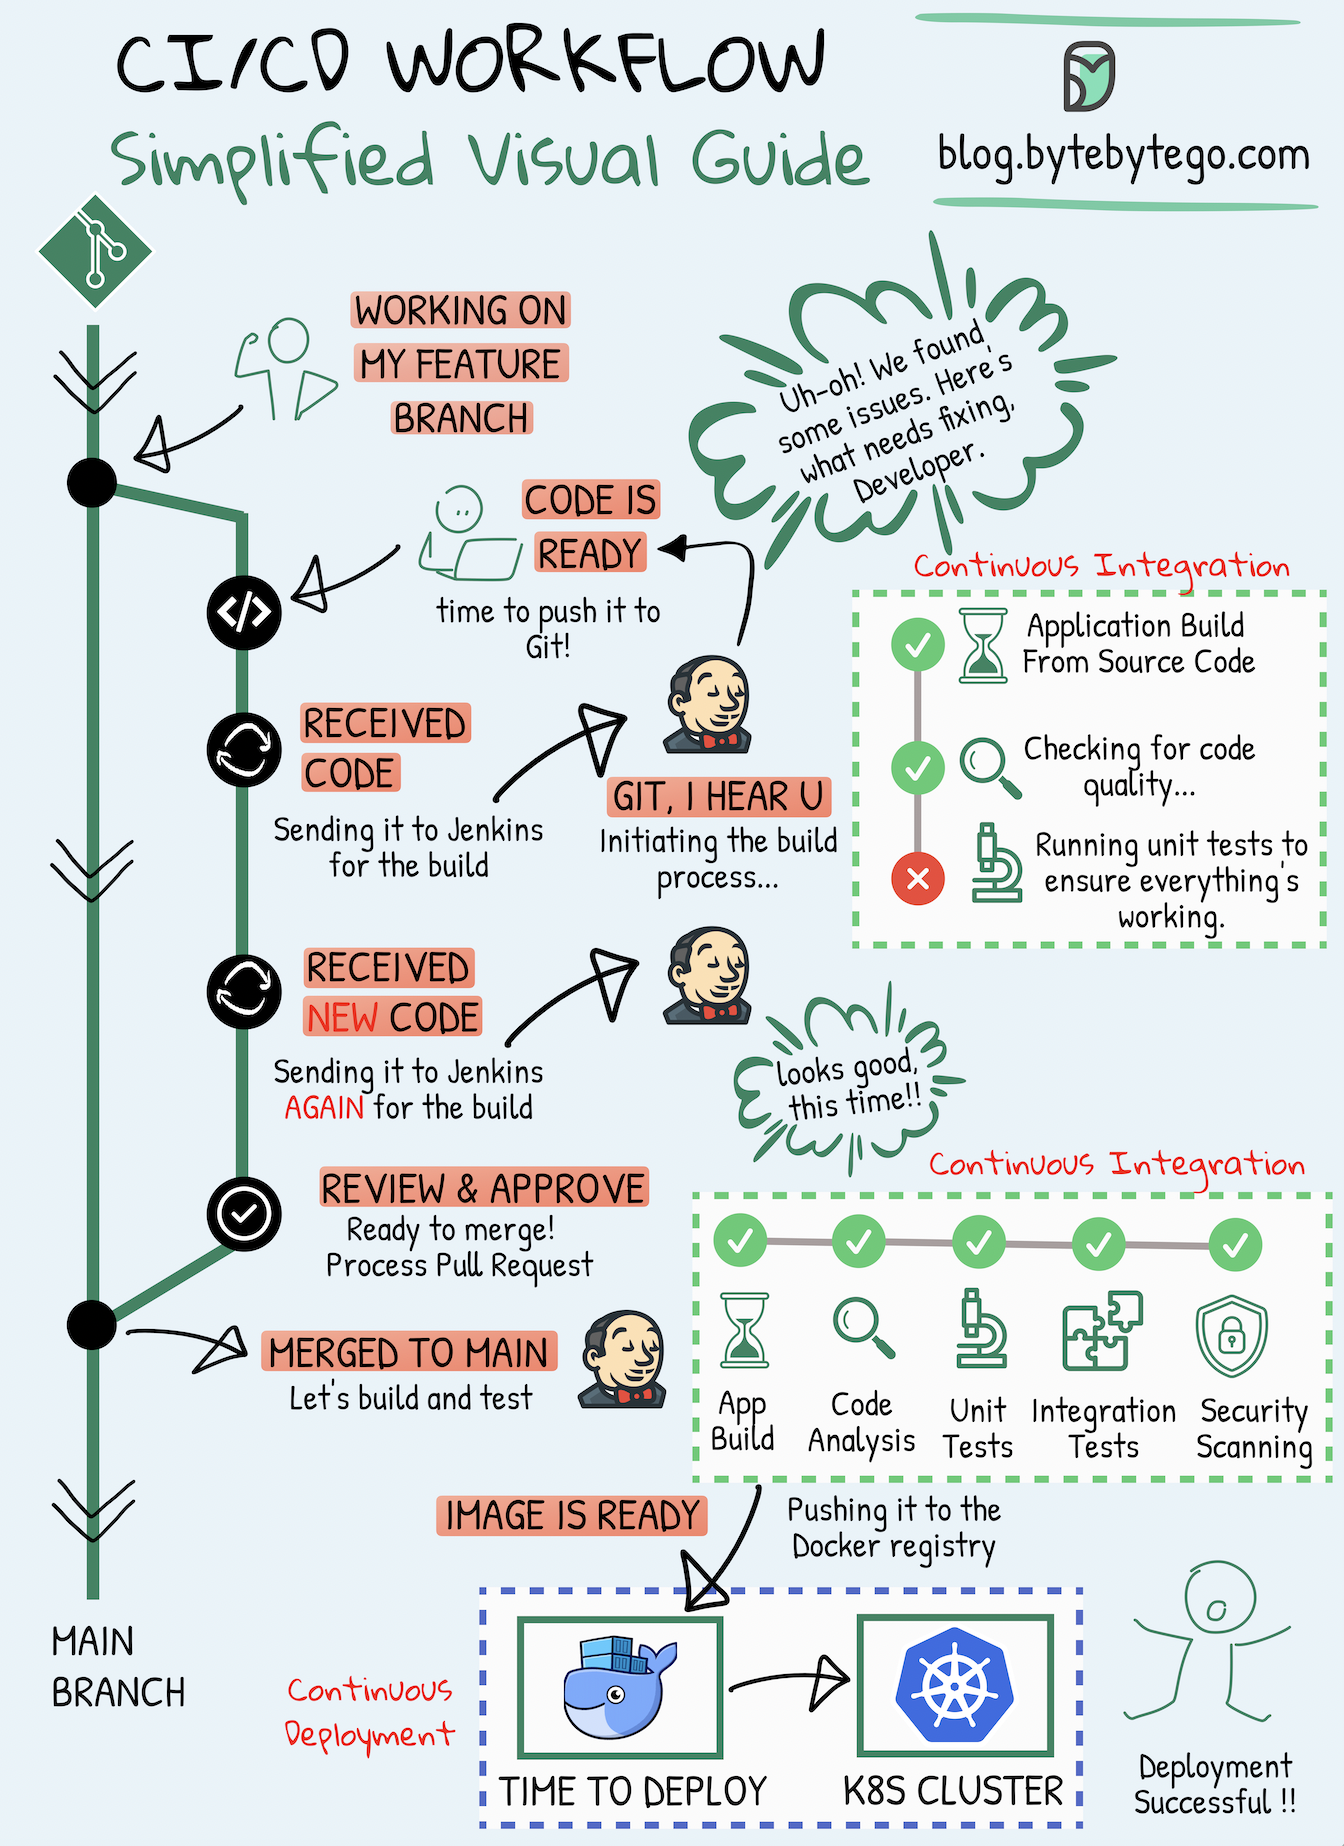 CI/CD WORKFLOW
Simplified Visual Guide
blog.bytebytego.com
WORKING ON
MY FEATURE
BRANCH
Uh-oh! We found
some issues. Here's
what needs fixing,
Developer.
CODE IS
READY
time to push it to
Git!
Continuous Integration
Application Build
From Source Code
Checking for code
quality...
Running unit tests to
ensure everything's
working.
RECEIVED
CODE
Sending it to Jenkins
for the build
GIT, I HEAR U
Initiating the build
process...
RECEIVED
NEW CODE
Sending it to Jenkins
AGAIN for the build
looks good,
this time!!
REVIEW & APPROVE
Ready to merge!
Process Pull Request
Continuous Integration
App
Build
Code
Analysis
Unit
Tests
Integration
Tests
Security
Scanning
MERGED TO MAIN
Let's build and test
IMAGE IS READY
Pushing it to the
Docker registry
MAIN
BRANCH
Continuous
Deployment
TIME TO DEPLOY
K8S CLUSTER
Deployment
Successful !!